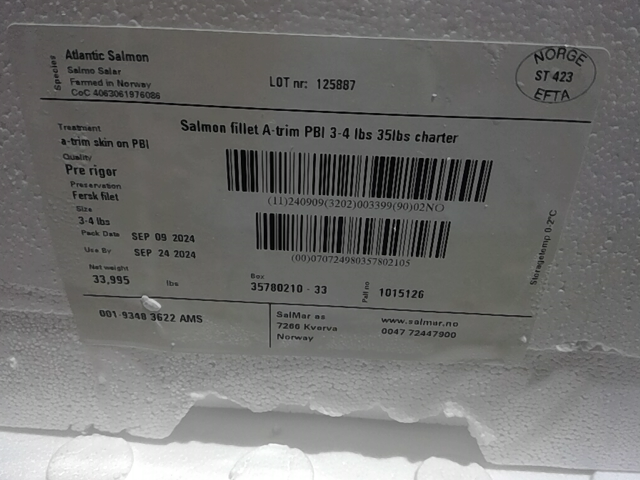 Species
Atlantic Salmon
Salmo Salar
Farmed in Norway
CoC 4063061976086
LOT nr: 125887
NORGE
ST 423
EFTA
Treatment
a-trim skin on PBI
Quality
Pre rigor
Preservation
Fersk filet
Size
3-4 lbs
Pack Date SEP 09 2024
Use By SEP 24 2024
Net weight
33,995 lbs
Salmon fillet A-trim PBI 3-4 lbs 35lbs charter
(11)240909(3202)003399(90)02NO
(00)070724980357802105
Box
35780210 - 33
Pall no 1015126
Storagetemp 0-2°C
001-9348 3622 AMS
SalMar as
7266 Kverva
Norway
www.salmar.no
0047 72447900